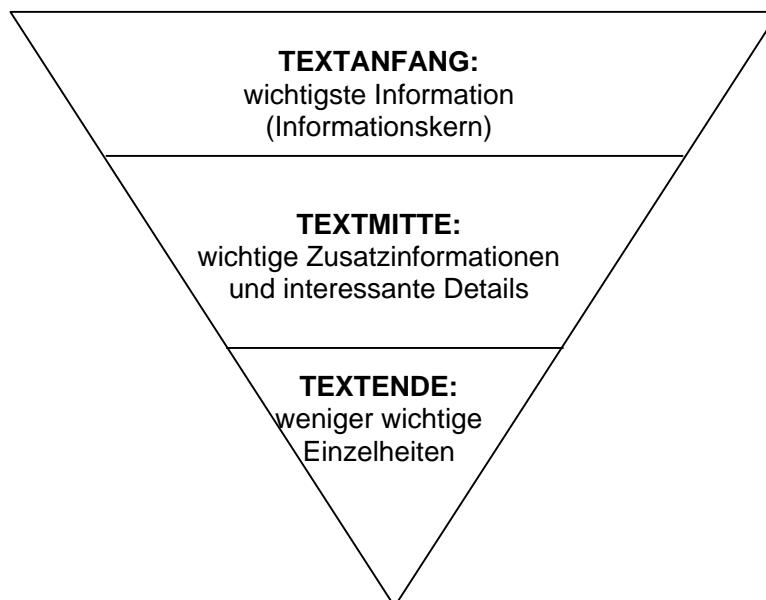 TEXTANFANG:
wichtigste Information
(Informationskern)
TEXTMITTE:
wichtige Zusatzinformationen
und interessante Details
TEXTENDE:
weniger wichtige
Einzelheiten